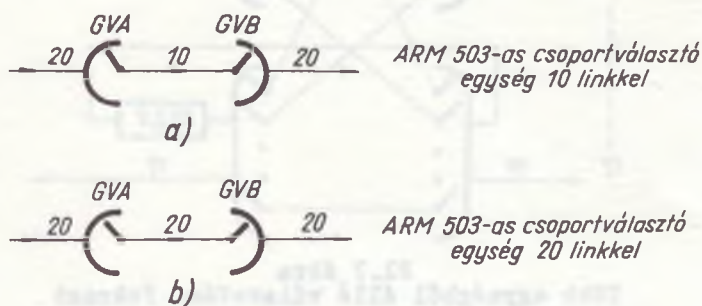 GVA GVB
20 10 20
ARM 503-as csoportválasztó
egység 10 linkkel
a)
GVA GVB
20 20 20
ARM 503-as csoportválasztó
egység 20 linkkel
b)